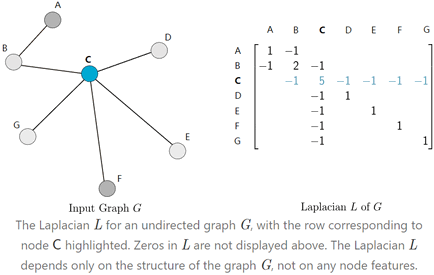 A
B
C
D
E
F
G
Input Graph G
A B C D E F G
A 1 −1
B −1 2 −1
C −1 5 −1 −1 −1 −1
D −1 1
E −1 1
F −1 1
G −1 1
Laplacian L of G
The Laplacian L for an undirected graph G, with the row corresponding to
node C highlighted. Zeros in L are not displayed above. The Laplacian L
depends only on the structure of the graph G, not on any node features.